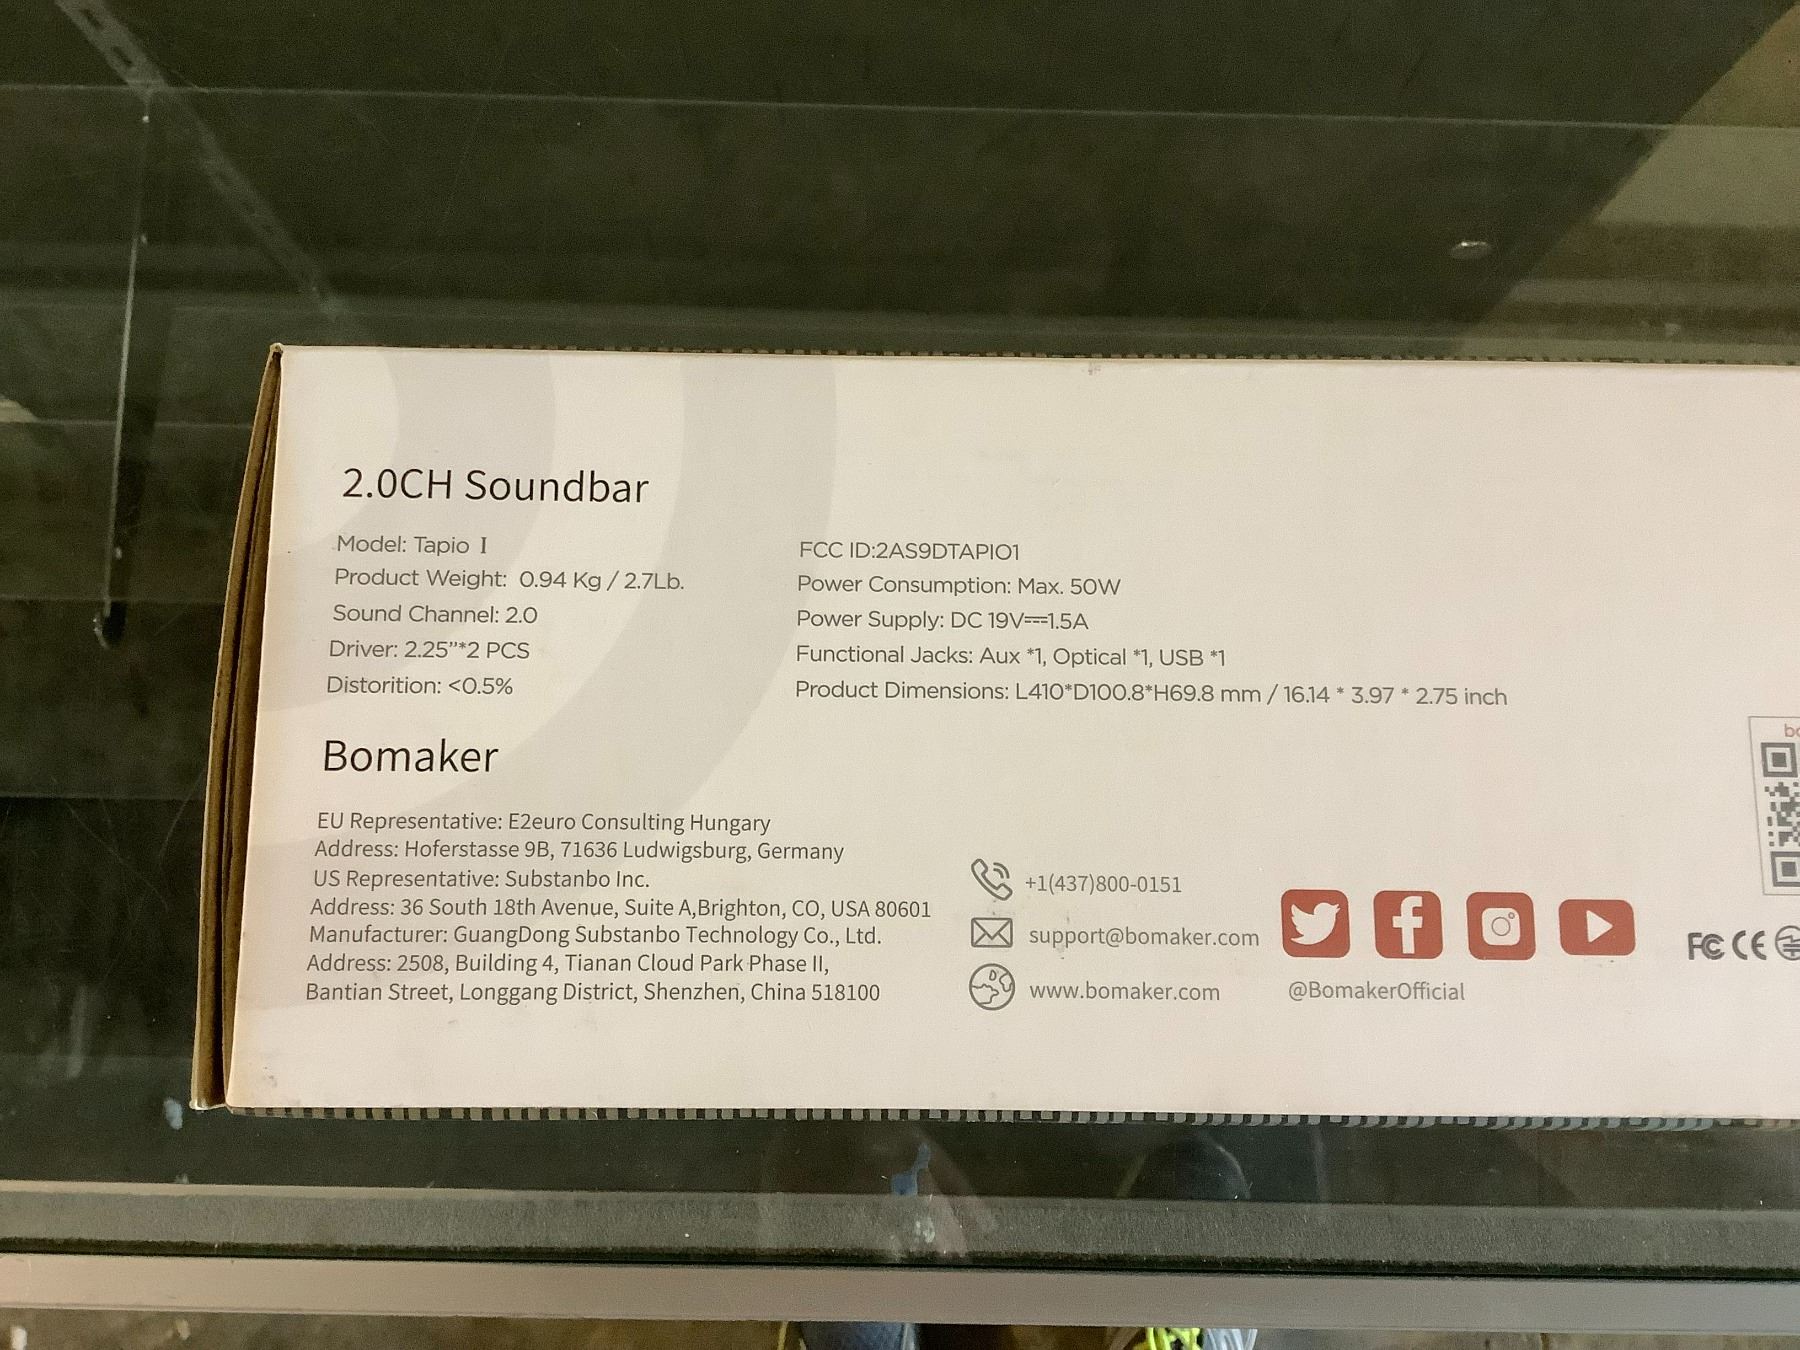 2.0CH Soundbar
Model: Tapio I
Product Weight: 0.94 Kg / 2.7Lb.
Sound Channel: 2.0
Driver: 2.25”*2 PCS
Distorition: <0.5%
FCC ID:2AS9DTAPIO1
Power Consumption: Max. 50W
Power Supply: DC 19V⎓1.5A
Functional Jacks: Aux *1, Optical *1, USB *1
Product Dimensions: L410*D100.8*H69.8 mm / 16.14 * 3.97 * 2.75 inch
Bomaker
EU Representative: E2euro Consulting Hungary
Address: Hoferstasse 9B, 71636 Ludwigsburg, Germany
US Representative: Substanbo Inc.
Address: 36 South 18th Avenue, Suite A,Brighton, CO, USA 80601
Manufacturer: GuangDong Substanbo Technology Co., Ltd.
Address: 2508, Building 4, Tianan Cloud Park Phase II,
Bantian Street, Longgang District, Shenzhen, China 518100
+1(437)800-0151
support@bomaker.com
www.bomaker.com
@BomakerOfficial
FC CE